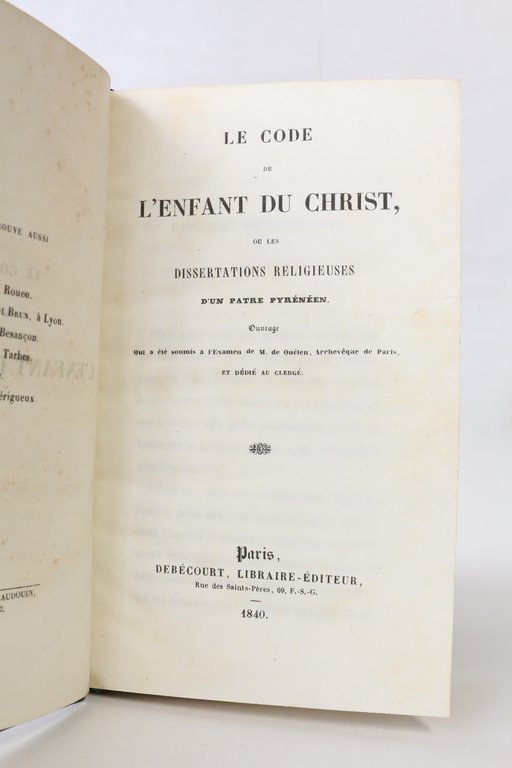 OUVE AUSSI
Rouen.
et BRUN, à Lyon.
Besançon.
Tarbes.
érigueux.
AUDOUIN,
2.
LE CODE
DE
L'ENFANT DU CHRIST,
OU LES
DISSERTATIONS RELIGIEUSES
D'UN PATRE PYRÉNÉEN.
Ouvrage
Qui a été soumis à l'Examen de M. de Quélen, Archevêque de Paris,
ET DÉDIÉ AU CLERGÉ.
Paris,
DEBÉCOURT, LIBRAIRE-ÉDITEUR,
Rue des Saints-Pères, 69, F.-S.-G.
1840.